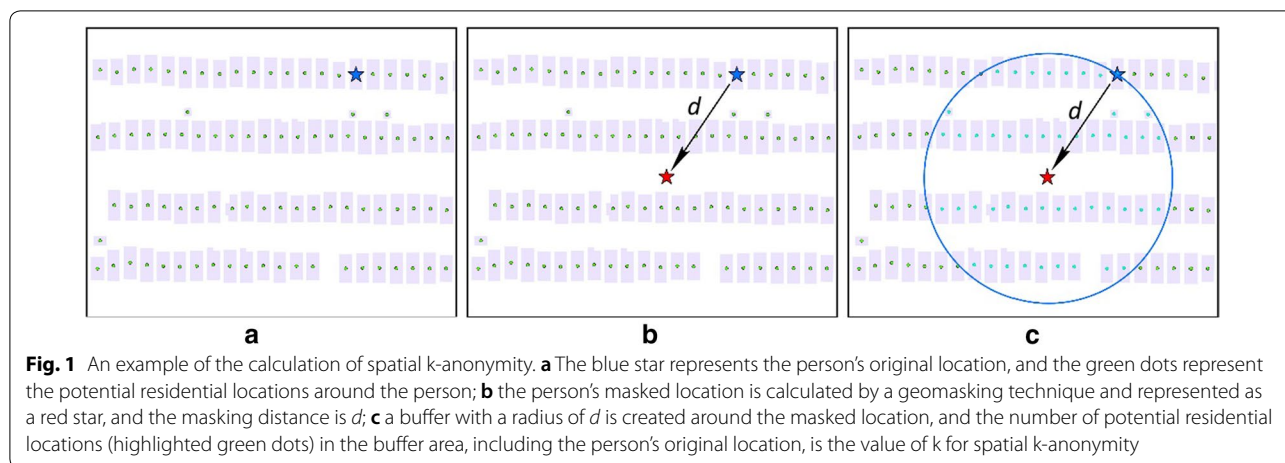 d
d
a
b
c
Fig. 1 An example of the calculation of spatial k-anonymity. a The blue star represents the person's original location, and the green dots represent
the potential residential locations around the person; b the person's masked location is calculated by a geomasking technique and represented as
a red star, and the masking distance is d; c a buffer with a radius of d is created around the masked location, and the number of potential residential
locations (highlighted green dots) in the buffer area, including the person's original location, is the value of k for spatial k-anonymity